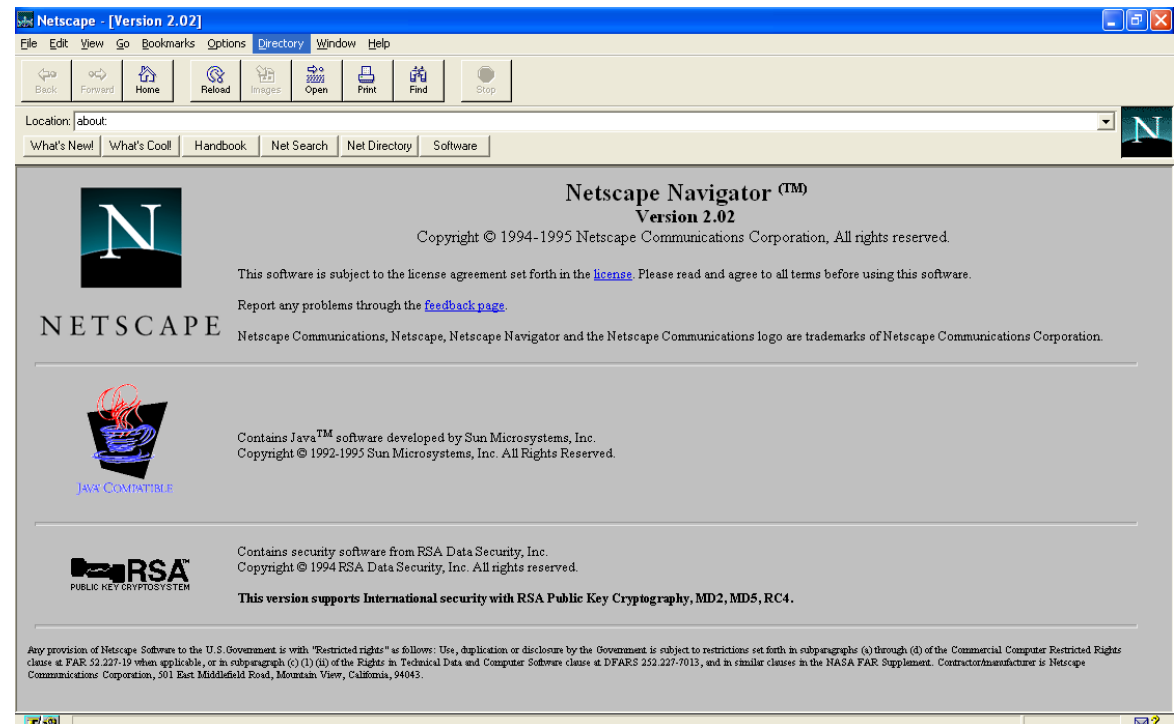 Netscape - [Version 2.02]
File Edit View Go Bookmarks Options Directory Window Help
Back Forward Home Reload Images Open Print Find Stop
Location: about:
N
What's New! What's Cool! Handbook Net Search Net Directory Software
N
NETSCAPE
Netscape Navigator (TM)
Version 2.02
Copyright © 1994-1995 Netscape Communications Corporation, All rights reserved.
This software is subject to the license agreement set forth in the license. Please read and agree to all terms before using this software.
Report any problems through the feedback page.
Netscape Communications, Netscape, Netscape Navigator and the Netscape Communications logo are trademarks of Netscape Communications Corporation.
JAVA COMPATIBLE
Contains Java™ software developed by Sun Microsystems, Inc.
Copyright © 1992-1995 Sun Microsystems, Inc. All Rights Reserved.
RSA™
PUBLIC KEY CRYPTOSYSTEM
Contains security software from RSA Data Security, Inc.
Copyright © 1994 RSA Data Security, Inc. All rights reserved.
This version supports International security with RSA Public Key Cryptography, MD2, MD5, RC4.
Any provision of Netscape Software to the U.S.Government is with "Restricted rights" as follows: Use, duplication or disclosure by the Government is subject to restrictions set forth in subparagraphs (a) through (d) of the Commercial Computer Restricted Rights
clause at FAR 52.227-19 when applicable, or in subparagraph (c) (1) (ii) of the Rights in Technical Data and Computer Software clause at DFARS 252.227-7013, and in similar clauses in the NASA FAR Supplement. Contractor/manufacturer is Netscape
Communications Corporation, 501 East Middlefield Road, Mountain View, California, 94043.
?